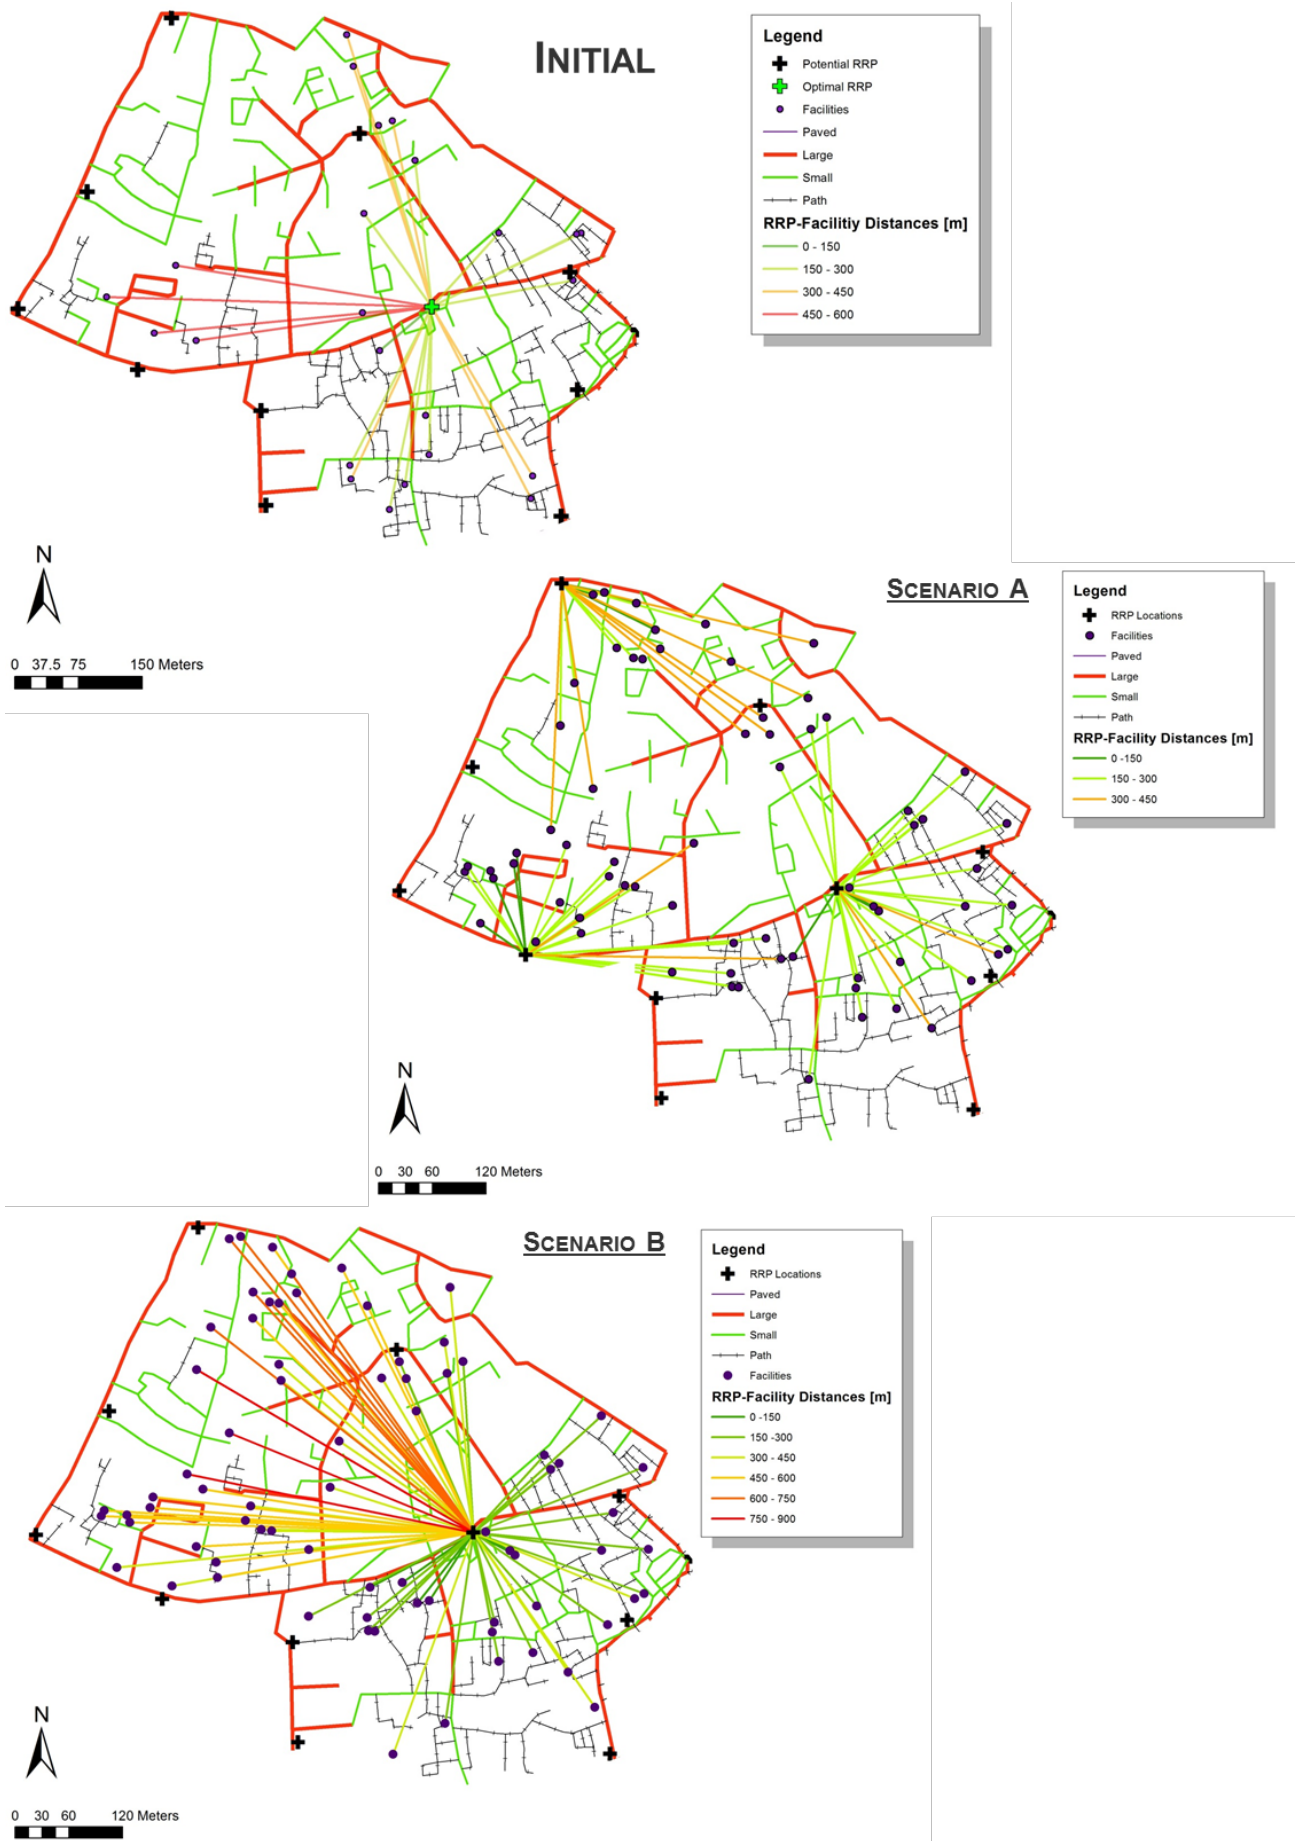 INITIAL
Legend
Potential RRP
Optimal RRP
Facilities
Paved
Large
Small
Path
RRP-Facilitiy Distances [m]
0 - 150
150 - 300
300 - 450
450 - 600
N
0 37.5 75 150 Meters
SCENARIO A
Legend
RRP Locations
Facilities
Paved
Large
Small
Path
RRP-Facility Distances [m]
0 -150
150 - 300
300 - 450
N
0 30 60 120 Meters
SCENARIO B
Legend
RRP Locations
Paved
Large
Small
Path
Facilities
RRP-Facility Distances [m]
0 -150
150 -300
300 - 450
450 - 600
600 - 750
750 - 900
N
0 30 60 120 Meters